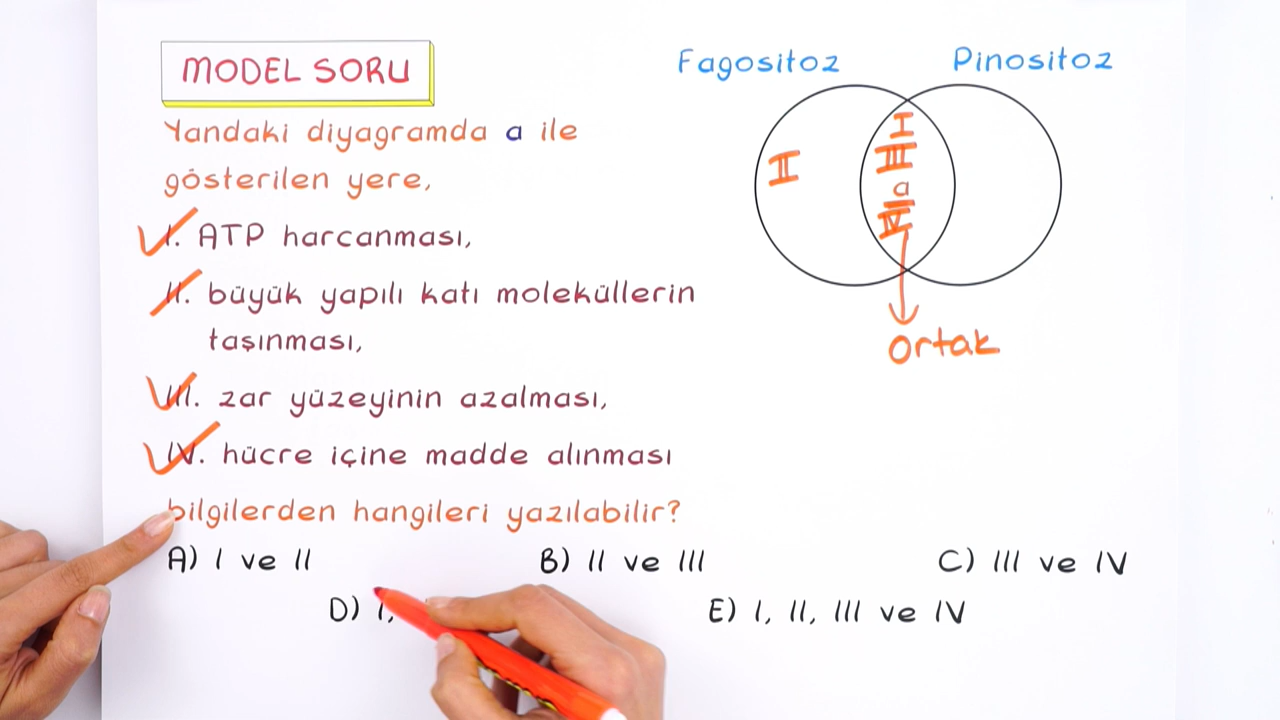 MODEL SORU
Yandaki diyagramda a ile
gösterilen yere,
I. ATP harcanması,
II. büyük yapılı katı moleküllerin
taşınması,
III. zar yüzeyinin azalması,
IV. hücre içine madde alınması
bilgilerden hangileri yazılabilir?
A) I ve II
B) II ve III
C) III ve IV
D) I,
E) I, II, III ve IV
Fagositoz
Pinositoz
II
I
III
a
IV
Ortak